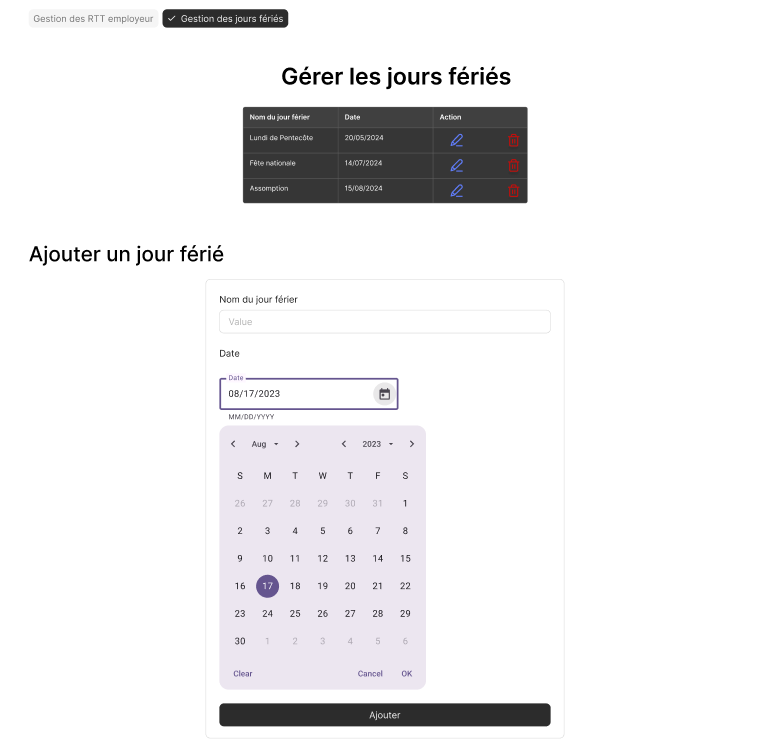 Gestion des RTT employeur Gestion des jours fériés
Gérer les jours fériés
Nom du jour férier Date Action
Lundi de Pentecôte 20/05/2024
Fête nationale 14/07/2024
Assomption 15/08/2024
Ajouter un jour férié
Nom du jour férier
Value
Date
Date
08/17/2023
MM/DD/YYYY
Aug 2023
S M T W T F S
26 27 28 29 30 31 1
2 3 4 5 6 7 8
9 10 11 12 13 14 15
16 17 18 19 20 21 22
23 24 25 26 27 28 29
30 1 2 3 4 5 6
Clear Cancel OK
Ajouter